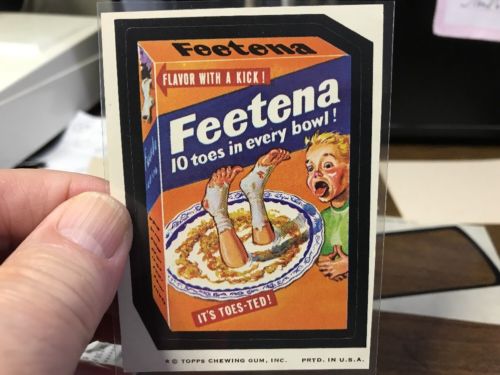 Feetena
FLAVOR WITH A KICK!
Feetena
10 toes in every bowl!
IT'S TOES-TED!
© TOPPS CHEWING GUM, INC. PRTD. IN U.S.A.